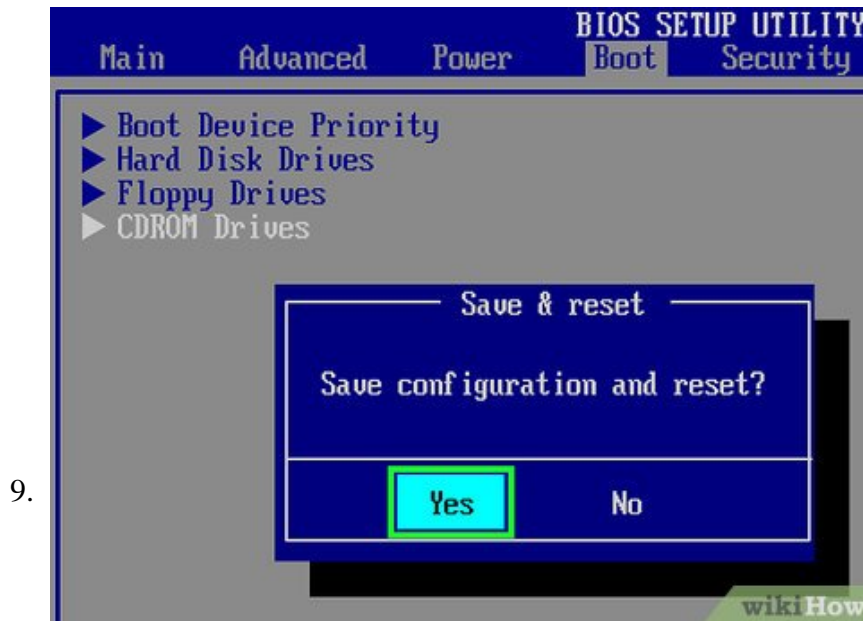 BIOS SETUP UTILITY
Main Advanced Power Boot Security
Boot Device Priority
Hard Disk Drives
Floppy Drives
CDROM Drives
Save & reset
Save configuration and reset?
9.
Yes No
wikiHow